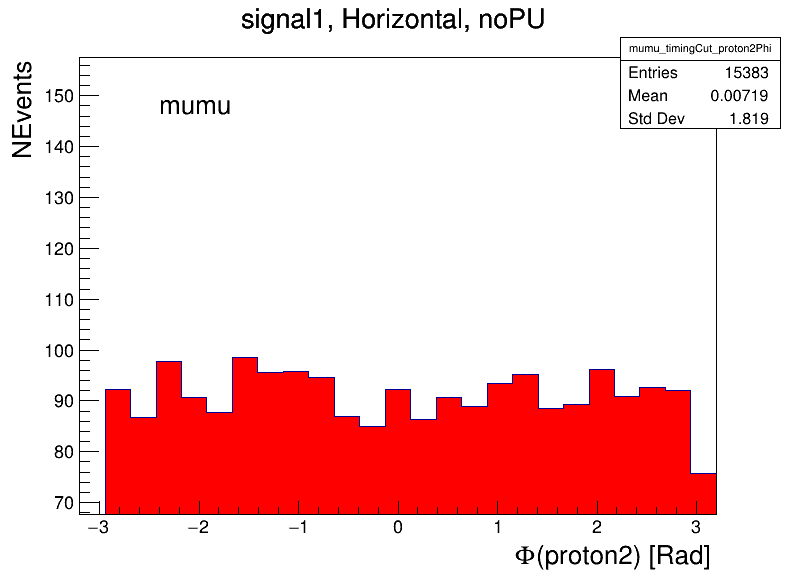 signal1, Horizontal, noPU
mumu_timingCut_proton2Phi
Entries 15383
Mean 0.00719
Std Dev 1.819
NEvents
mumu
150
140
130
120
110
100
90
80
70
−3 −2 −1 0 1 2 3
Φ(proton2) [Rad]